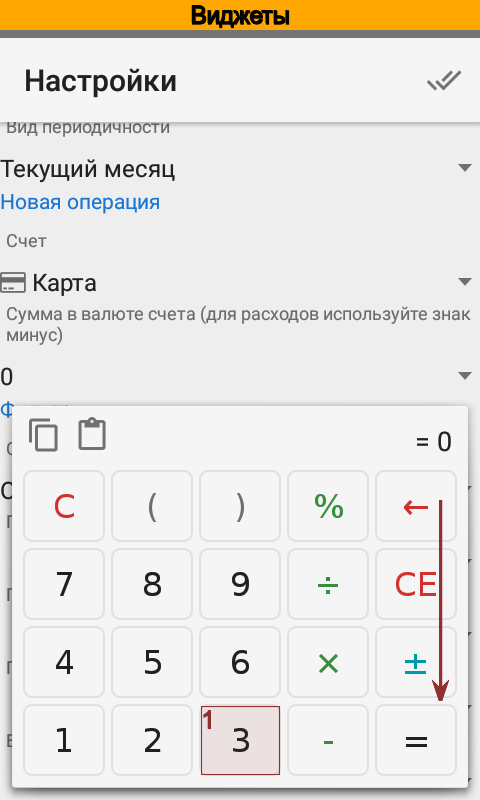 Виджеты
Настройки
Вид периодичности
Текущий месяц
Новая операция
Счет
Карта
Сумма в валюте счета (для расходов используйте знак
минус)
0
= 0
C ( ) % ←
7 8 9 ÷ CE
4 5 6 × ±
1 2 1 3 - =